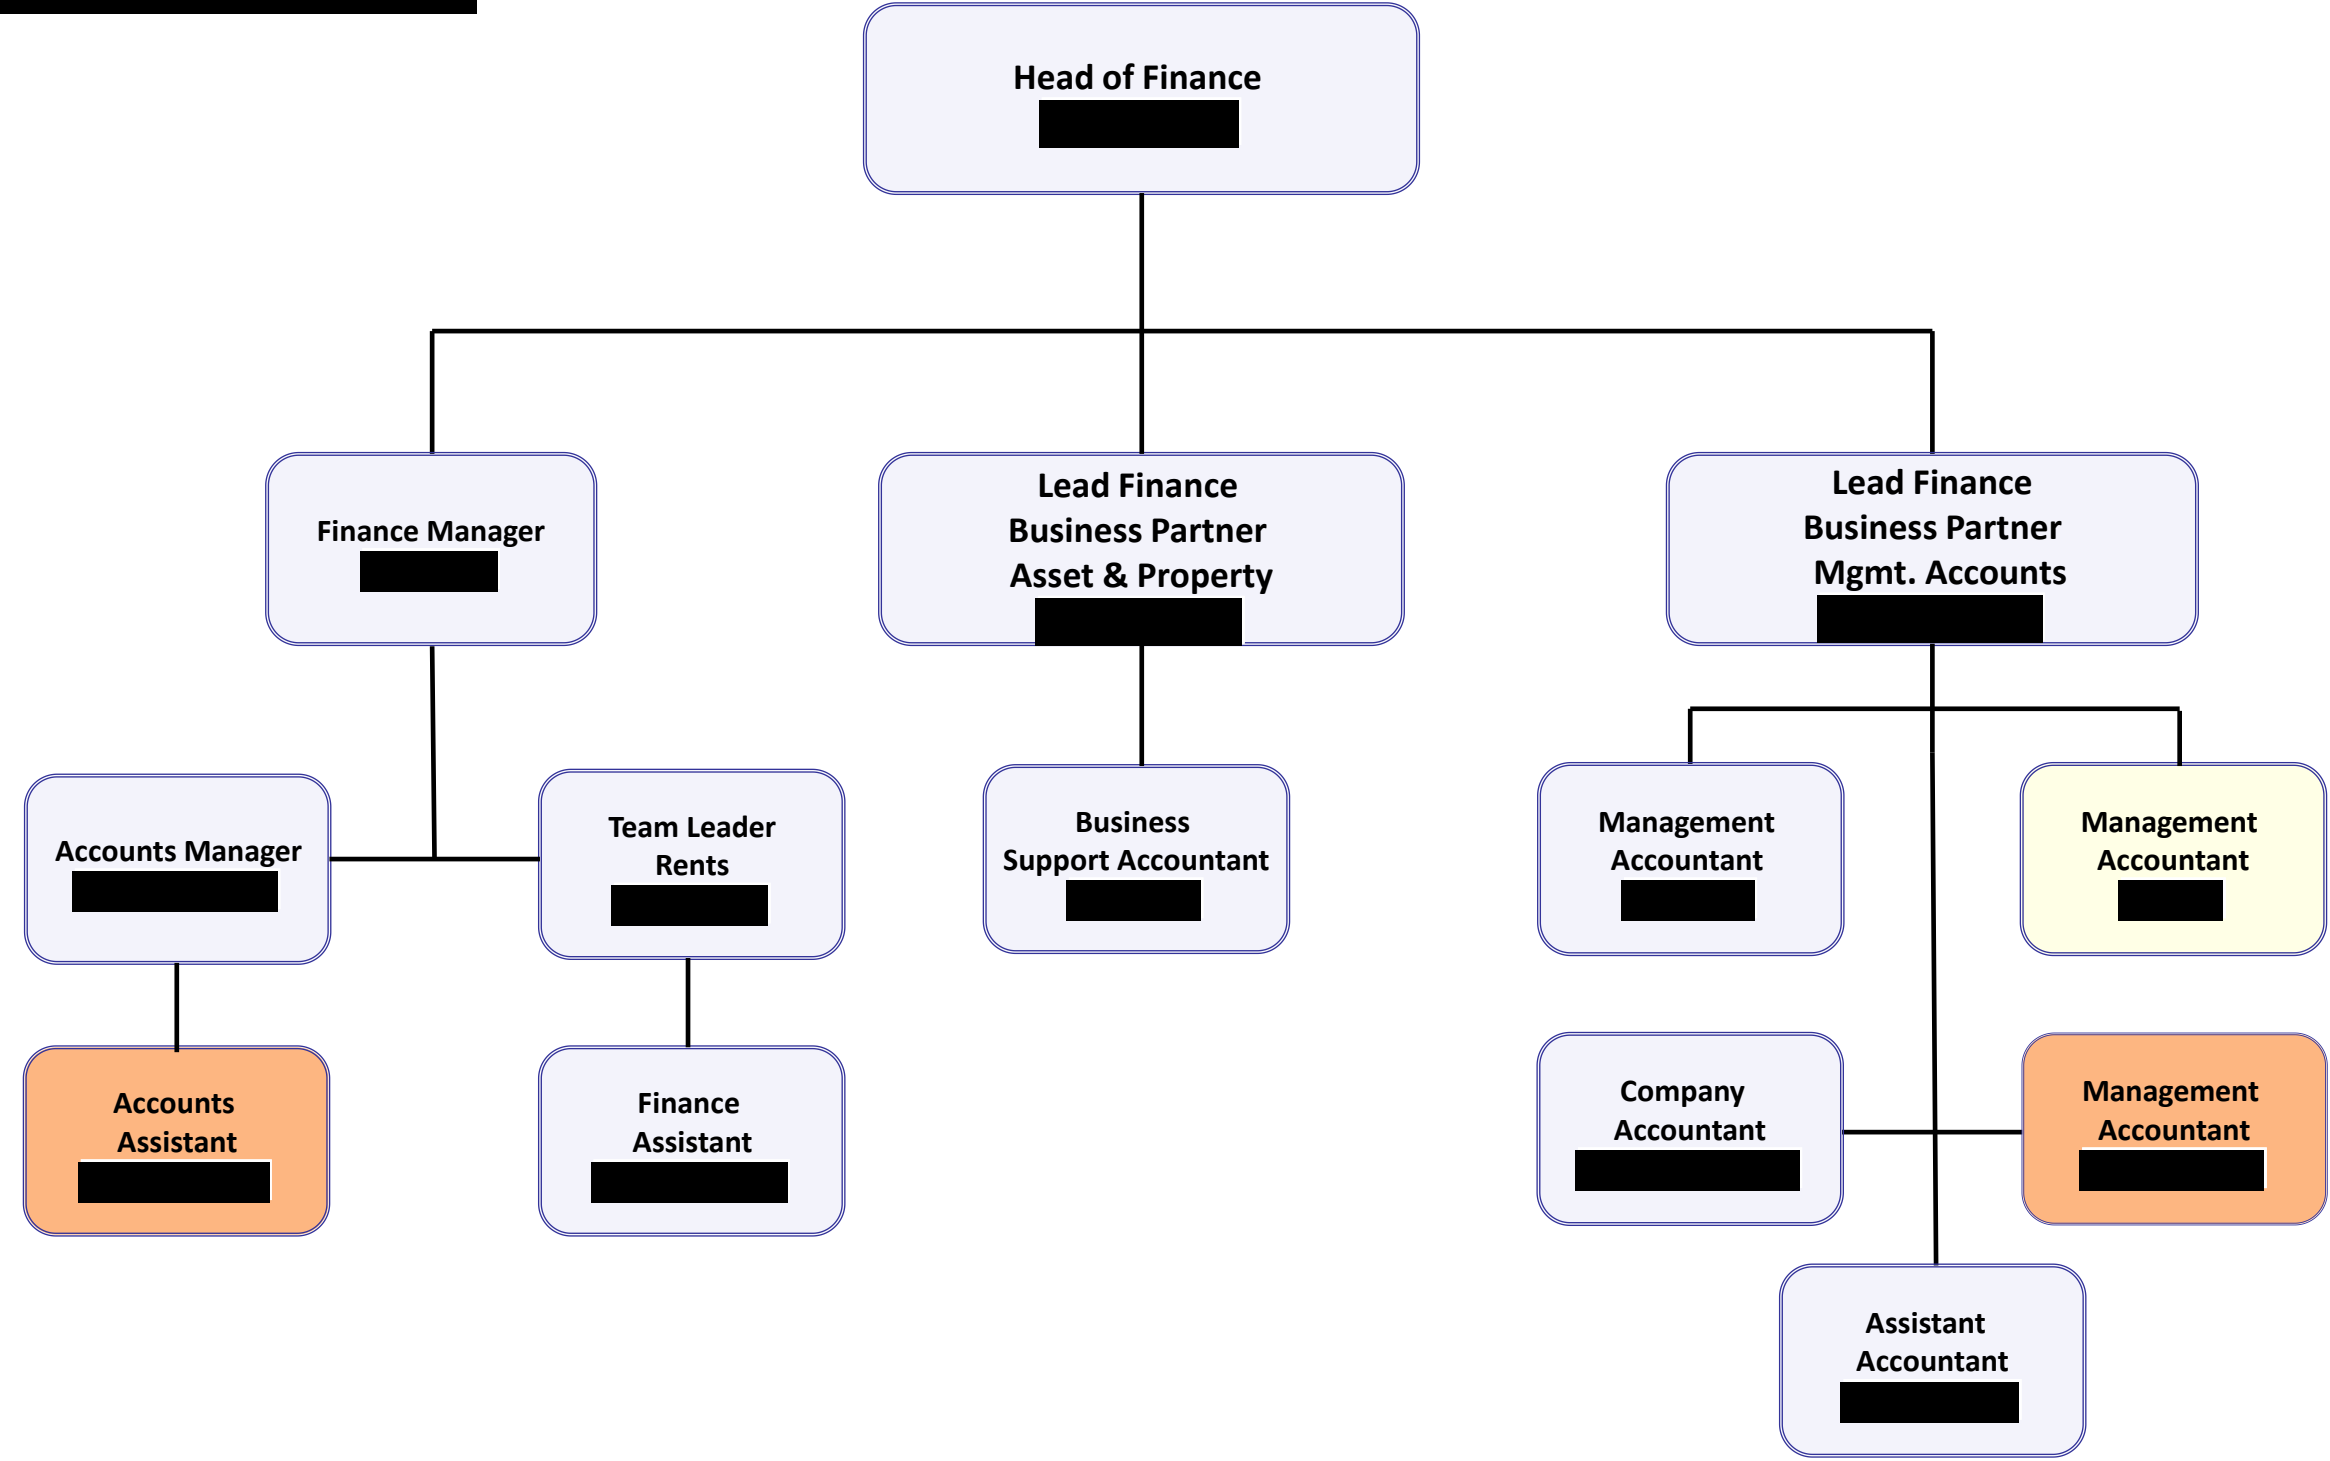 Head of Finance
Finance Manager
Lead Finance
Business Partner
Asset & Property
Lead Finance
Business Partner
Mgmt. Accounts
Accounts Manager
Team Leader
Rents
Business
Support Accountant
Management
Accountant
Management
Accountant
Accounts
Assistant
Finance
Assistant
Company
Accountant
Management
Accountant
Assistant
Accountant